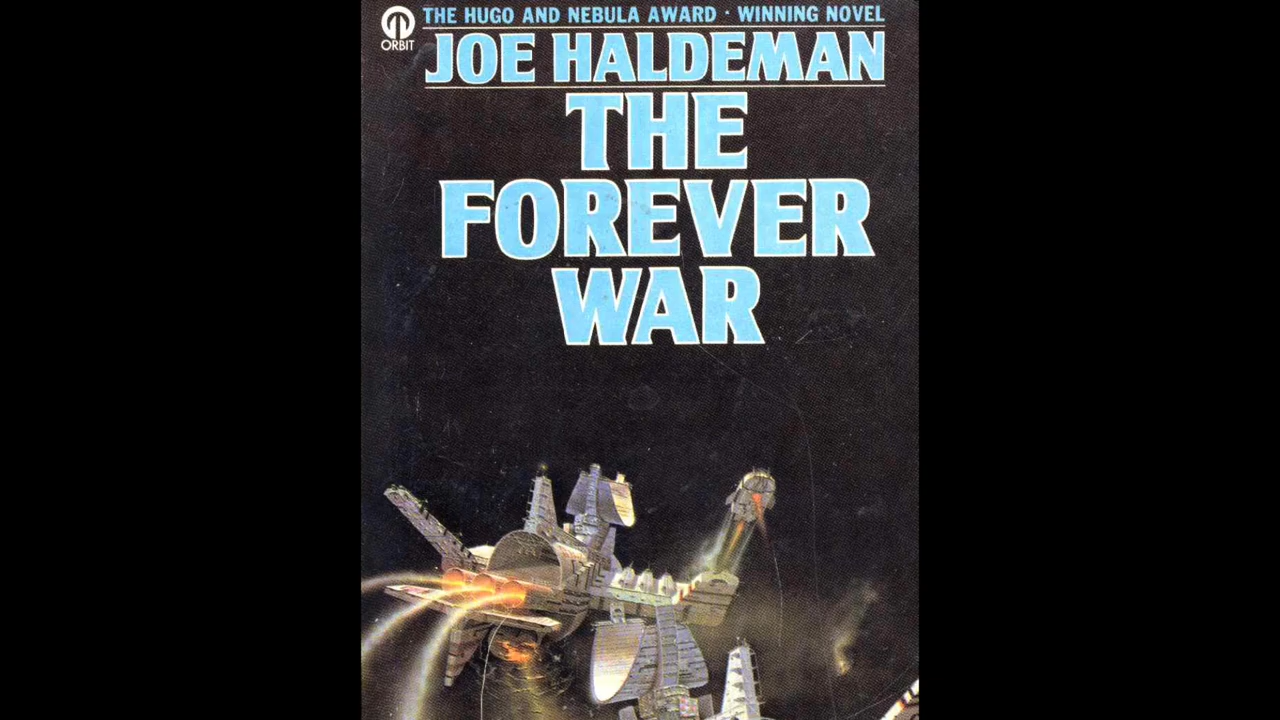 THE HUGO AND NEBULA AWARD · WINNING NOVEL
ORBIT
JOE HALDEMAN
THE
FOREVER
WAR